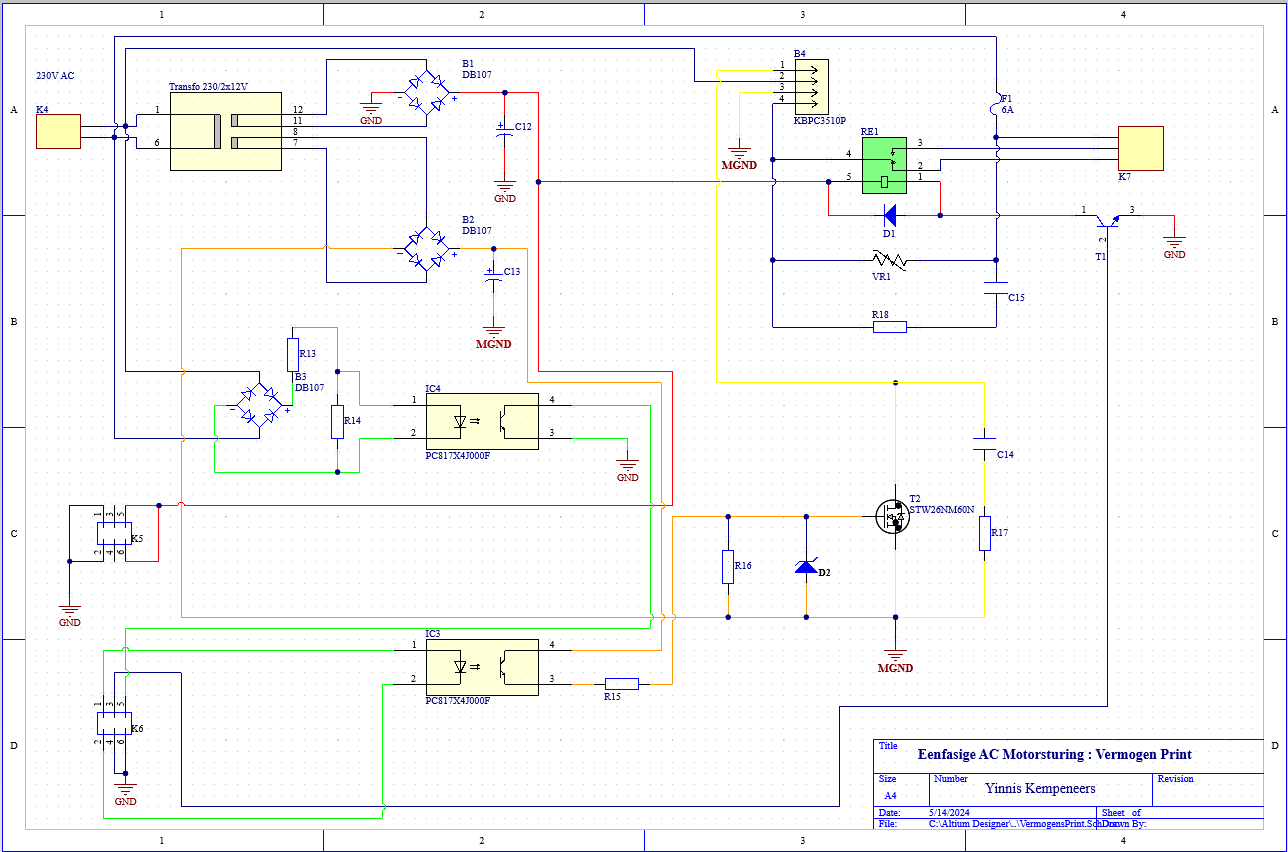 1 2 3 4
230V AC
K4
Transfo 230/2x12V
1
6
12
11
8
7
B1
DB107
GND
C12
GND
B4
1
2
3
4
KBPC3510P
MGND
F1
6A
RE1
4
5
3
2
1
K7
D1
1
3
2
T1
GND
VR1
C15
R18
B2
DB107
C13
MGND
R13
B3
DB107
R14
IC4
1
2
4
3
PC817X4J000F
GND
C14
T2
STW26NM60N
R17
R16
D2
MGND
1 3 5
2 4 6
K5
GND
IC3
1
2
4
3
PC817X4J000F
R15
1 3 5
2 4 6
K6
GND
A A
B B
C C
D D
Title
Eenfasige AC Motorsturing : Vermogen Print
Size
A4
Number
Yinnis Kempeneers
Revision
Date: 5/14/2024 Sheet of
File: C:\Altium Designer\..\VermogensPrint.SchDoc Drawn By:
1 2 3 4